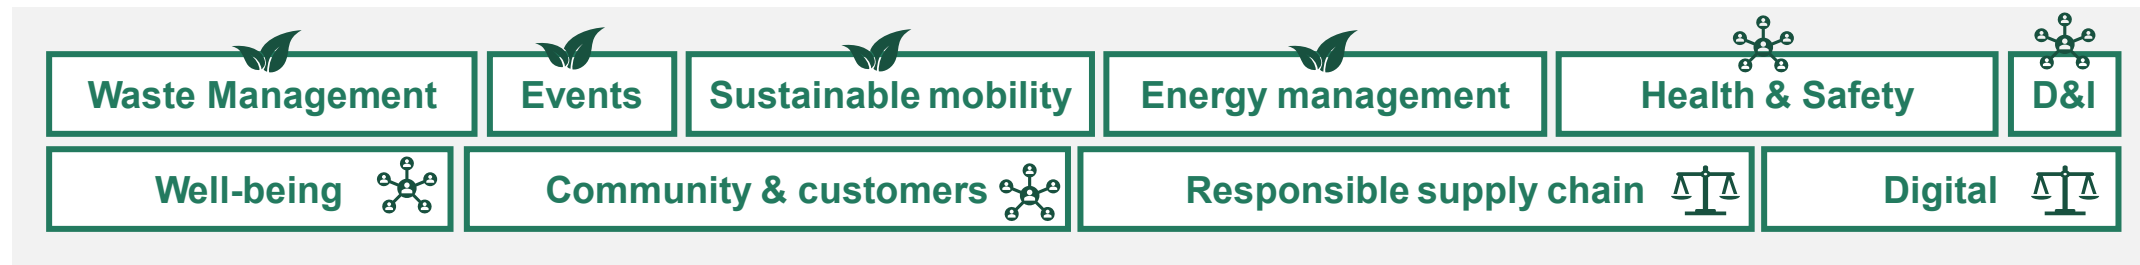 Waste Management Events Sustainable mobility Energy management Health & Safety D&I
Well-being Community & customers Responsible supply chain Digital